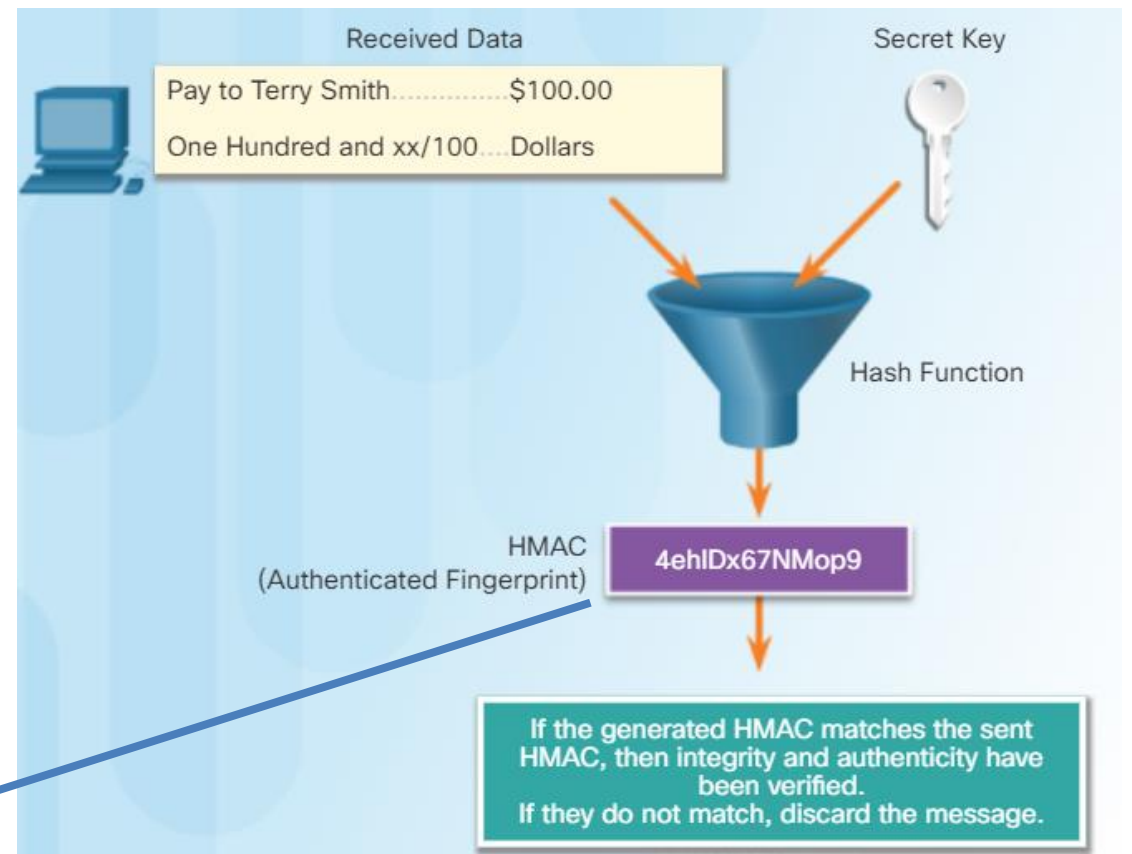 Received Data
Secret Key
Pay to Terry Smith..............$100.00
One Hundred and xx/100....Dollars
Hash Function
HMAC
(Authenticated Fingerprint)
4ehIDx67NMop9
If the generated HMAC matches the sent
HMAC, then integrity and authenticity have
been verified.
If they do not match, discard the message.